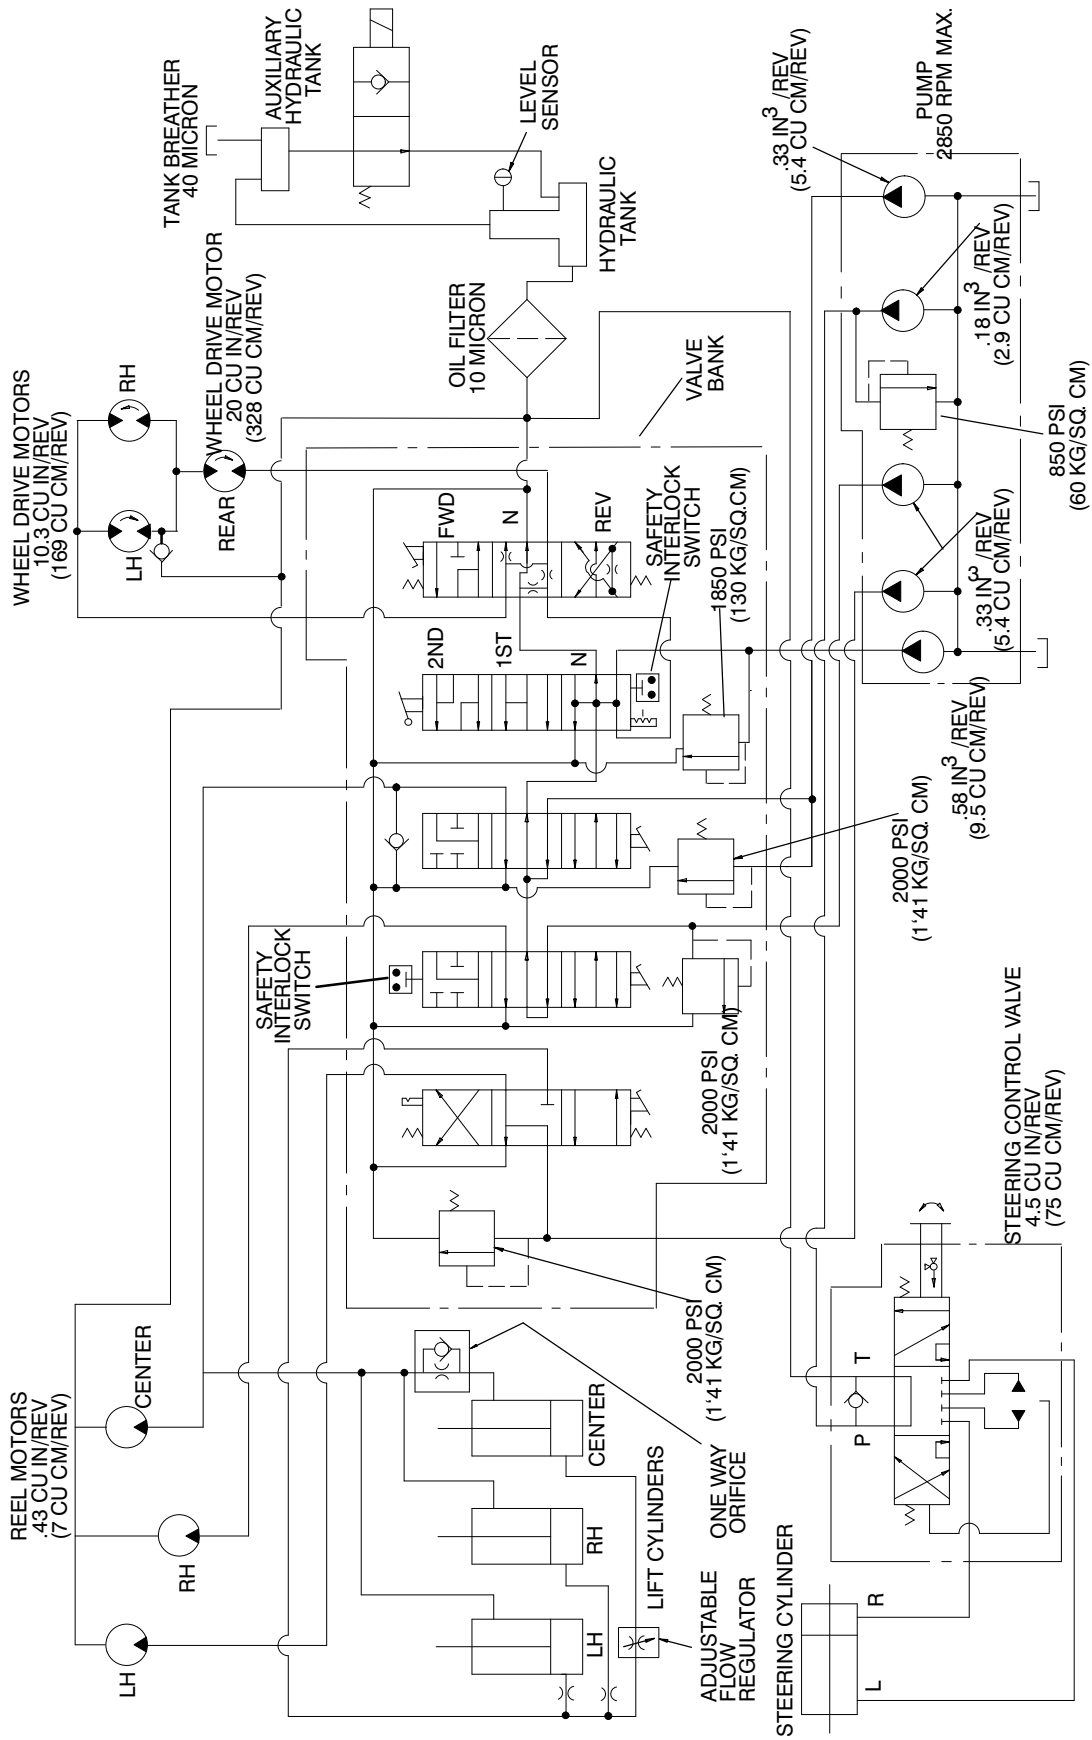 REEL MOTORS
.43 CU IN/REV
(7 CU CM/REV)
LH
RH
CENTER
WHEEL DRIVE MOTORS
10.3 CU IN/REV
(169 CU CM/REV)
LH
RH
REAR
WHEEL DRIVE MOTOR
20 CU IN/REV
(328 CU CM/REV)
TANK BREATHER
40 MICRON
AUXILIARY
HYDRAULIC
TANK
LEVEL
SENSOR
HYDRAULIC
TANK
OIL FILTER
10 MICRON
VALVE
BANK
SAFETY
INTERLOCK
SWITCH
2ND
1ST
N
FWD
N
REV
SAFETY
INTERLOCK
SWITCH
1850 PSI
(130 KG/SQ.CM)
2000 PSI
(1'41 KG/SQ. CM)
2000 PSI
(1'41 KG/SQ. CM)
2000 PSI
(1'41 KG/SQ. CM)
LH
RH
CENTER
LIFT CYLINDERS
ONE WAY
ORIFICE
ADJUSTABLE
FLOW
REGULATOR
STEERING CYLINDER
L
R
P
T
STEERING CONTROL VALVE
4.5 CU IN/REV
(75 CU CM/REV)
.58 IN3 /REV
(9.5 CU CM/REV)
.33 IN3 /REV
(5.4 CU CM/REV)
850 PSI
(60 KG/SQ. CM)
.18 IN3 /REV
(2.9 CU CM/REV)
.33 IN3 /REV
(5.4 CU CM/REV)
PUMP
2850 RPM MAX.